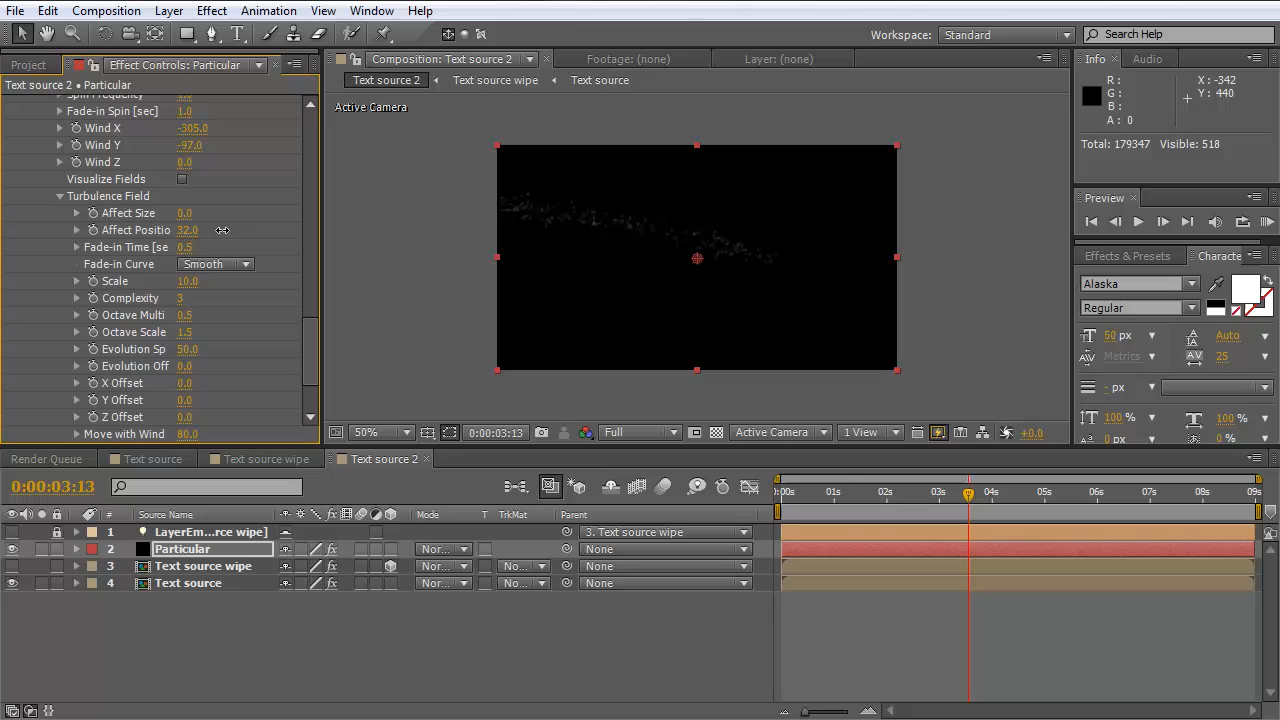 File Edit Composition Layer Effect Animation View Window Help
Workspace: Standard Search Help
Project Effect Controls: Particular
Composition: Text source 2 Footage: (none) Layer: (none)
Info Audio
Text source 2 • Particular
Text source 2 Text source wipe Text source
R: X: -342
G: Y: 440
B:
A: 0
Active Camera
Fade-in Spin [sec] 1.0
Wind X -305.0
Wind Y -97.0
Wind Z 0.0
Total: 179347 Visible: 518
Visualize Fields
Turbulence Field
Preview
Affect Size 0.0
Affect Positio 32.0
Fade-in Time [se 0.5
Fade-in Curve Smooth
Effects & Presets Characte
Scale 10.0
Alaska
Complexity 3
Regular
Octave Multi 0.5
Octave Scale 1.5
50 px Auto
Evolution Sp 50.0
Metrics 25
Evolution Off 0.0
X Offset 0.0
- px
Y Offset 0.0
Z Offset 0.0
100 % 100 %
Move with Wind 80.0
50% 0:00:03:13 Full Active Camera 1 View +0.0
0 px 0 %
Render Queue Text source Text source wipe Text source 2
0:00:03:13
:00s 01s 02s 03s 04s 05s 06s 07s 08s 09s
# Source Name Mode T TrkMat Parent
1 LayerEm...rce wipe] 3. Text source wipe
2 Particular Nor... None
3 Text source wipe Nor... No... None
4 Text source Nor... No... None